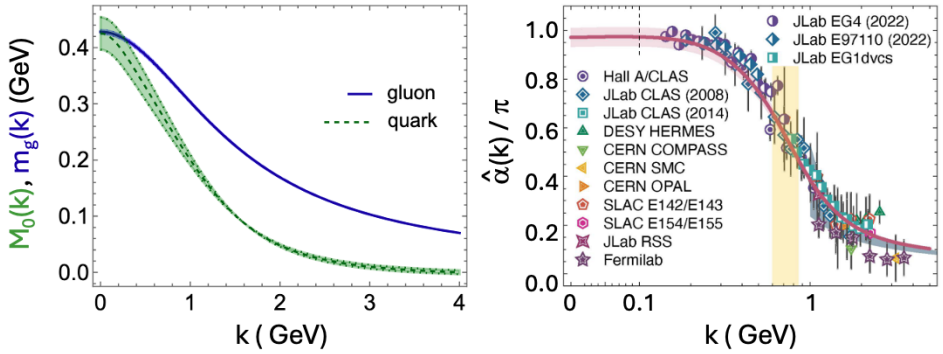 M₀(k), m_g(k) (GeV)
0.4
0.3
0.2
0.1
0.0
gluon
quark
0
1
2
3
4
k ( GeV)
α̂(k) / π
1.0
0.8
0.6
0.4
0.2
0.0
JLab EG4 (2022)
JLab E97110 (2022)
JLab EG1dvcs
Hall A/CLAS
JLab CLAS (2008)
JLab CLAS (2014)
DESY HERMES
CERN COMPASS
CERN SMC
CERN OPAL
SLAC E142/E143
SLAC E154/E155
JLab RSS
Fermilab
0
0.1
1
k ( GeV)